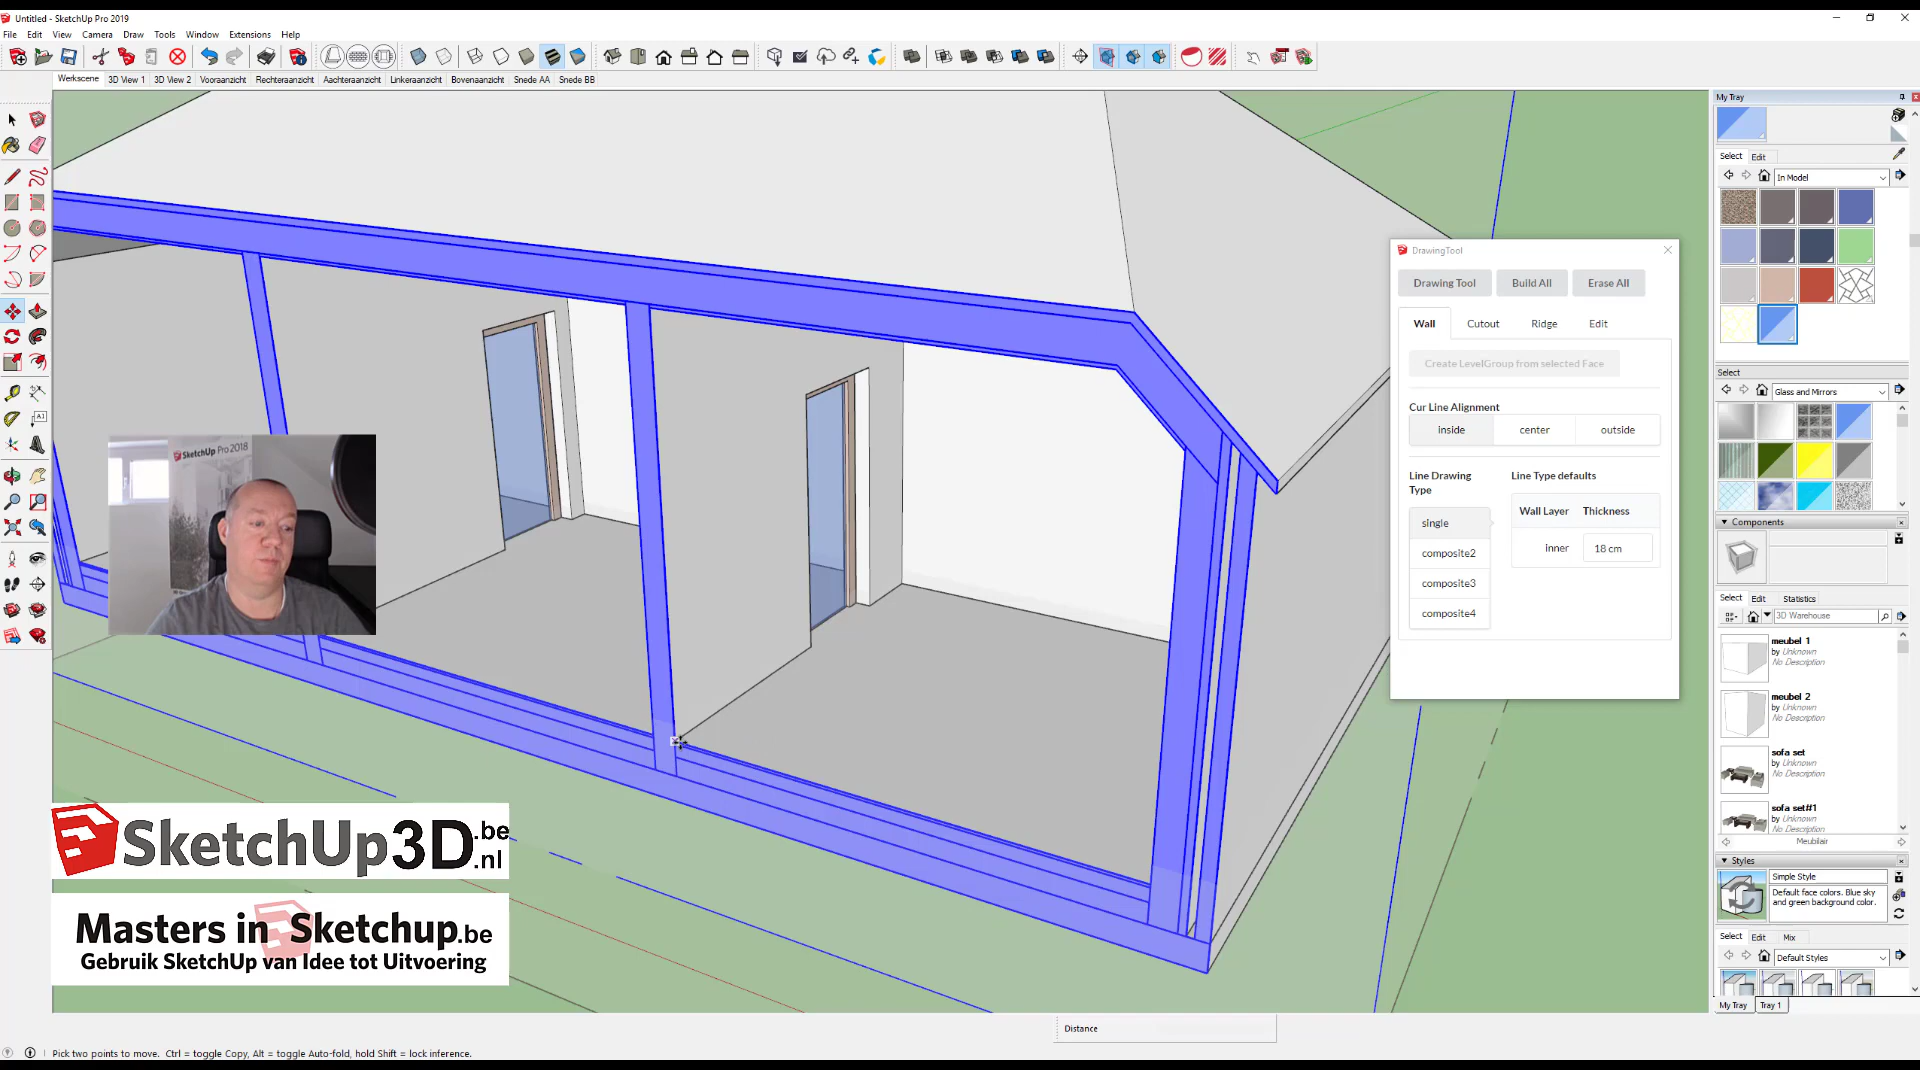 Untitled - SketchUp Pro 2019
File Edit View Camera Draw Tools Window Extensions Help
Werkscene 3D View 1 3D View 2 Vooraanzicht Rechteraanzicht Aachteraanzicht Linkeraanzicht Bovenaanzicht Snede AA Snede BB
My Tray
Select Edit
In Model
Select
Glass and Mirrors
Components
Select Edit Statistics
3D Warehouse
meubel 1
by Unknown
No Description
meubel 2
by Unknown
No Description
sofa set
by Unknown
No Description
sofa set#1
by Unknown
No Description
Meubilair
Styles
Simple Style
Default face colors. Blue sky
and green background color.
Select Edit Mix
Default Styles
My Tray Tray 1
DrawingTool
Drawing Tool Build All Erase All
Wall Cutout Ridge Edit
Create LevelGroup from selected Face
Cur Line Alignment
inside center outside
Line Drawing
Type
Line Type defaults
single
composite2
composite3
composite4
Wall Layer Thickness
inner 18 cm
SketchUp Pro 2018
SketchUp3D.be
.nl
Masters in Sketchup.be
Gebruik SketchUp van Idee tot Uitvoering
Distance
Pick two points to move. Ctrl = toggle Copy, Alt = toggle Auto-fold, hold Shift = lock inference.